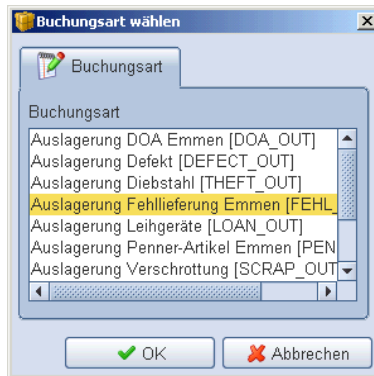 Buchungsart wählen
Buchungsart
Buchungsart
Auslagerung DOA Emmen [DOA_OUT]
Auslagerung Defekt [DEFECT_OUT]
Auslagerung Diebstahl [THEFT_OUT]
Auslagerung Fehllieferung Emmen [FEHL_
Auslagerung Leihgeräte [LOAN_OUT]
Auslagerung Penner-Artikel Emmen [PEN
Auslagerung Verschrottung [SCRAP_OUT
OK
Abbrechen